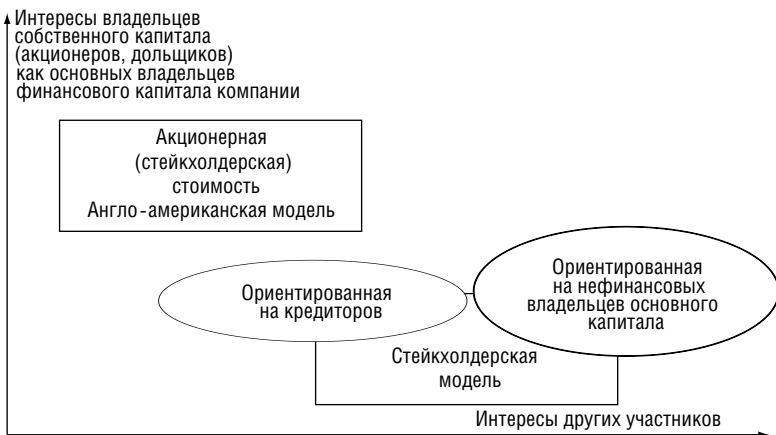 Интересы владельцев
собственного капитала
(акционеров, дольщиков)
как основных владельцев
финансового капитала компании
Акционерная
(стейкхолдерская)
стоимость
Англо-американская модель
Ориентированная
на кредиторов
Ориентированная
на нефинансовых
владельцев основного
капитала
Стейкхолдерская
модель
Интересы других участников